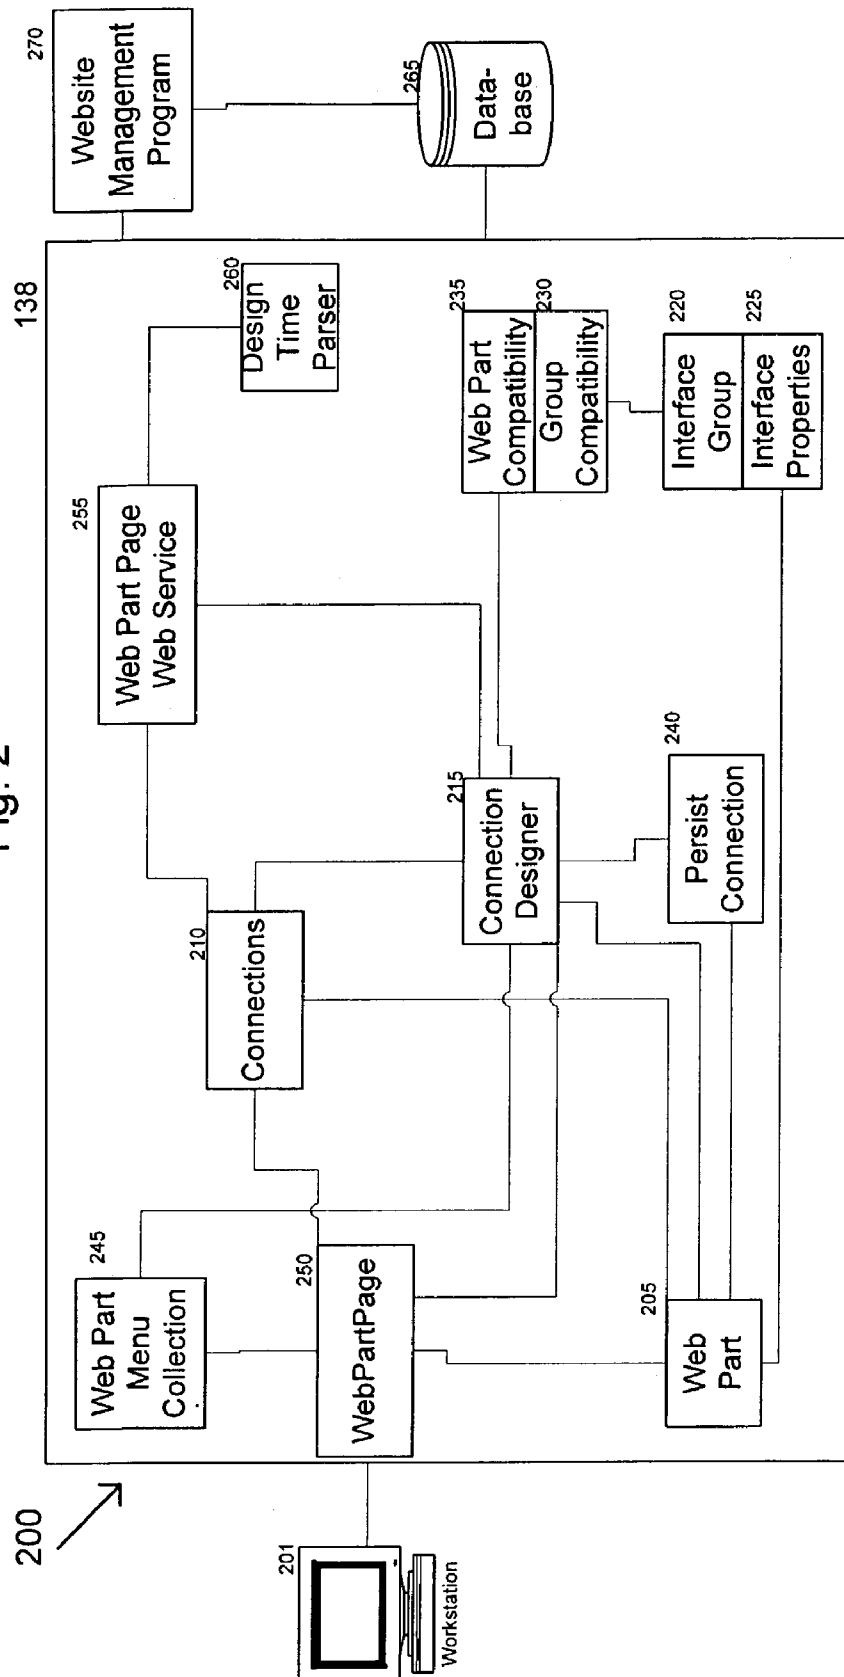 Fig. 2
200
138
270
Website
Management
Program
245
Web Part
Menu
Collection
255
Web Part Page
Web Service
260
Design
Time
Parser
210
Connections
201
Workstation
250
WebPartPage
265
Data-
base
215
Connection
Designer
235
Web Part
Compatibility
230
Group
Compatibility
205
Web
Part
240
Persist
Connection
220
Interface
Group
225
Interface
Properties